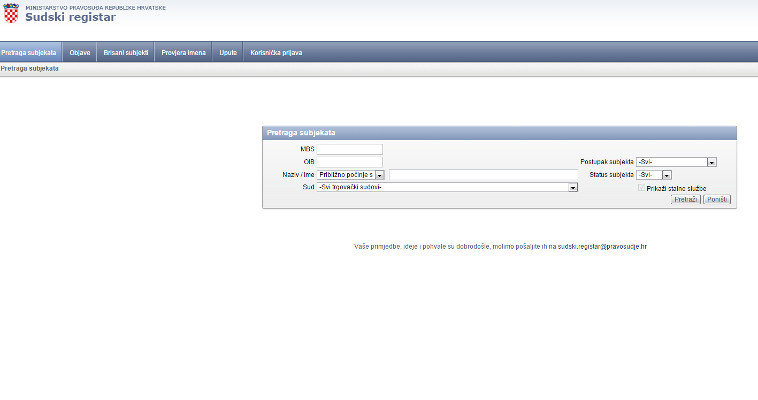 MINISTARSTVO PRAVOSUĐA REPUBLIKE HRVATSKE
Sudski registar
Pretraga subjekata Objave Brisani subjekti Provjera imena Upute Korisnička prijava
Pretraga subjekata
Pretraga subjekata
MBS
OIB Postupak subjekta -Svi-
Naziv / Ime Približno počinje s Status subjekta -Svi-
Sud -Svi trgovački sudovi- Prikaži stalne službe
Pretraži Poništi
Vaše primjedbe, ideje i pohvale su dobrodošle, molimo pošaljite ih na sudski.registar@pravosudje.hr